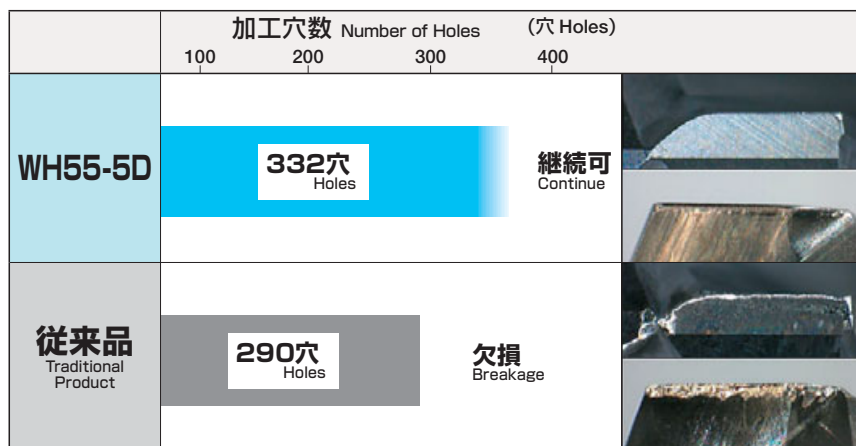 加工穴数 Number of Holes (穴 Holes)
100 200 300 400
WH55-5D
332穴
Holes
継続可
Continue
従来品
Traditional
Product
290穴
Holes
欠損
Breakage